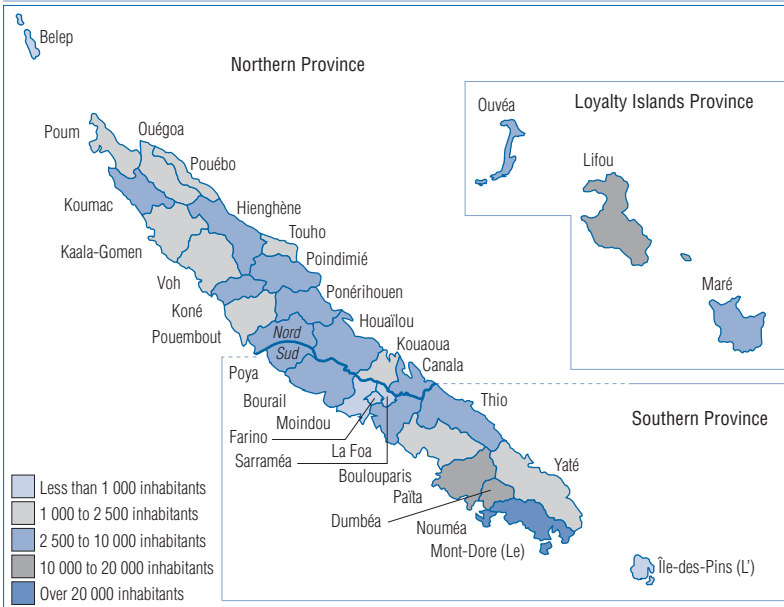 Belep
Northern Province
Ouvéa
Loyalty Islands Province
Lifou
Poum
Ouégoa
Pouébo
Koumac
Hienghène
Kaala-Gomen
Touho
Poindimié
Voh
Ponérihouen
Maré
Koné
Houaïlou
Pouembout
Nord
Kouaoua
Sud
Canala
Poya
Bourail
Thio
Moindou
Southern Province
Farino
La Foa
Sarraméa
Boulouparis
Yaté
Païta
Dumbéa
Nouméa
Mont-Dore (Le)
Île-des-Pins (L')
Less than 1 000 inhabitants
1 000 to 2 500 inhabitants
2 500 to 10 000 inhabitants
10 000 to 20 000 inhabitants
Over 20 000 inhabitants